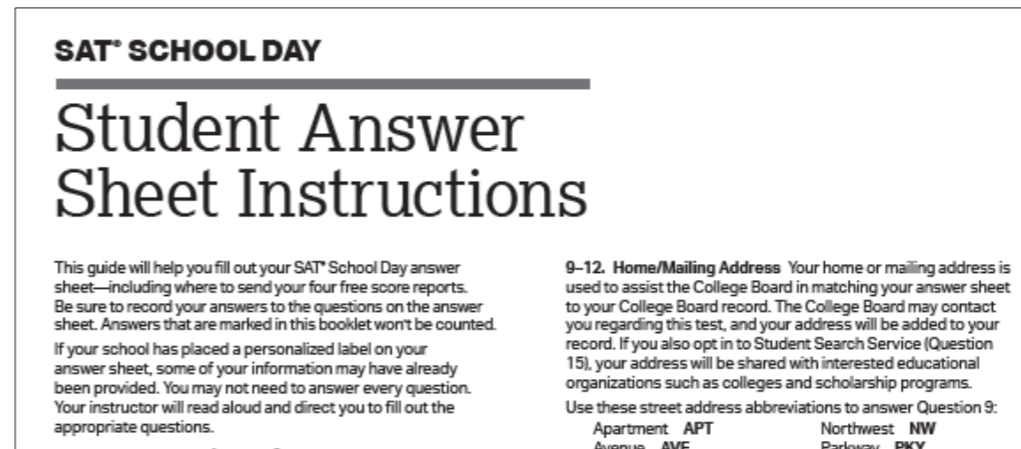 SAT® SCHOOL DAY
Student Answer
Sheet Instructions
This guide will help you fill out your SAT® School Day answer
sheet—including where to send your four free score reports.
Be sure to record your answers to the questions on the answer
sheet. Answers that are marked in this booklet won't be counted.
If your school has placed a personalized label on your
answer sheet, some of your information may have already
been provided. You may not need to answer every question.
Your instructor will read aloud and direct you to fill out the
appropriate questions.
9–12. Home/Mailing Address Your home or mailing address is
used to assist the College Board in matching your answer sheet
to your College Board record. The College Board may contact
you regarding this test, and your address will be added to your
record. If you also opt in to Student Search Service (Question
15), your address will be shared with interested educational
organizations such as colleges and scholarship programs.
Use these street address abbreviations to answer Question 9:
Apartment APT
Avenue AVE
Northwest NW
Parkway PKY